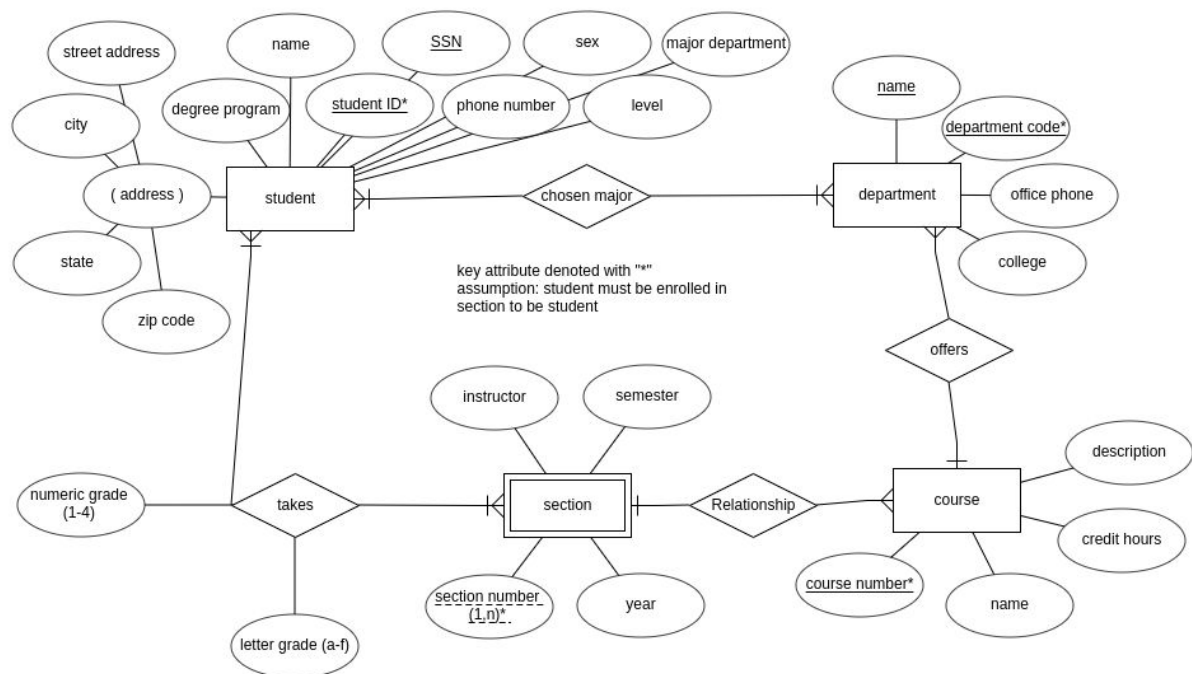 street address
name
SSN
sex
major department
city
degree program
student ID*
phone number
level
name
department code*
( address )
student
chosen major
department
office phone
state
college
key attribute denoted with "*"
assumption: student must be enrolled in
section to be student
zip code
offers
instructor
semester
description
numeric grade
(1-4)
takes
section
Relationship
course
credit hours
section number
(1,n)*
year
course number*
name
letter grade (a-f)